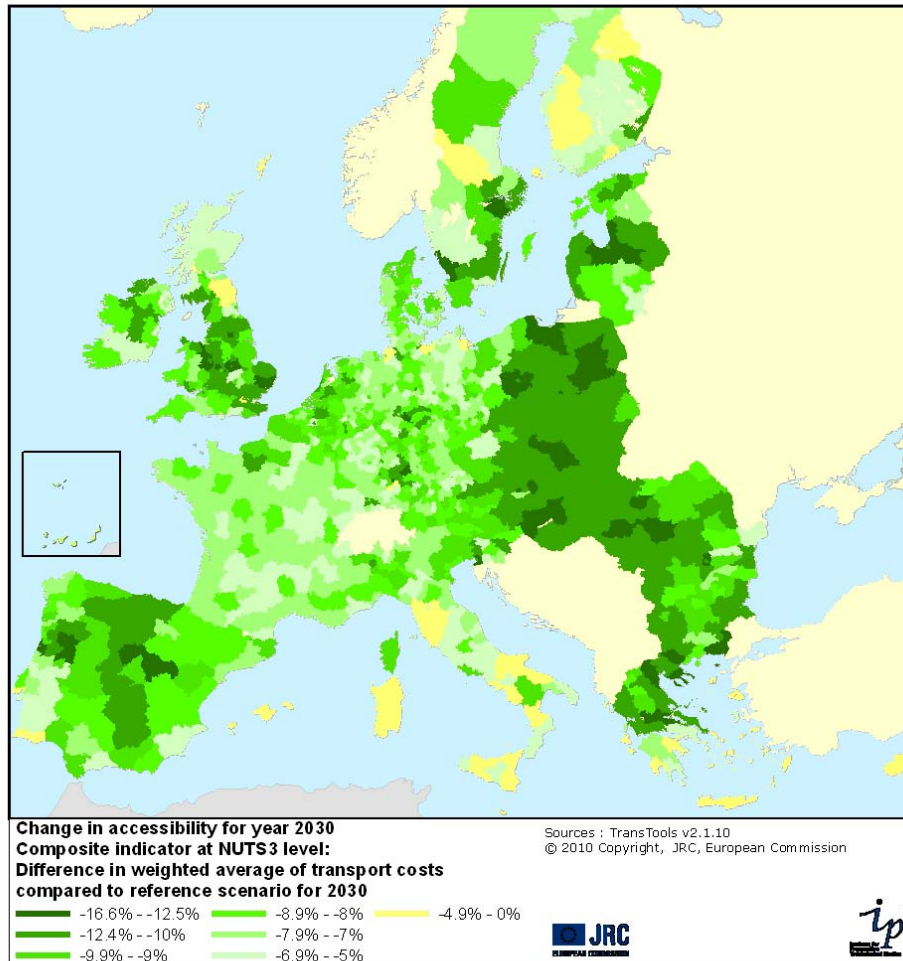 Change in accessibility for year 2030
Composite indicator at NUTS3 level:
Difference in weighted average of transport costs
compared to reference scenario for 2030
-16.6% - -12.5%
-12.4% - -10%
-9.9% - -9%
-8.9% - -8%
-7.9% - -7%
-6.9% - -5%
-4.9% - 0%
Sources : TransTools v2.1.10
© 2010 Copyright, JRC, European Commission
JRC
EUROPEAN COMMISSION
ip